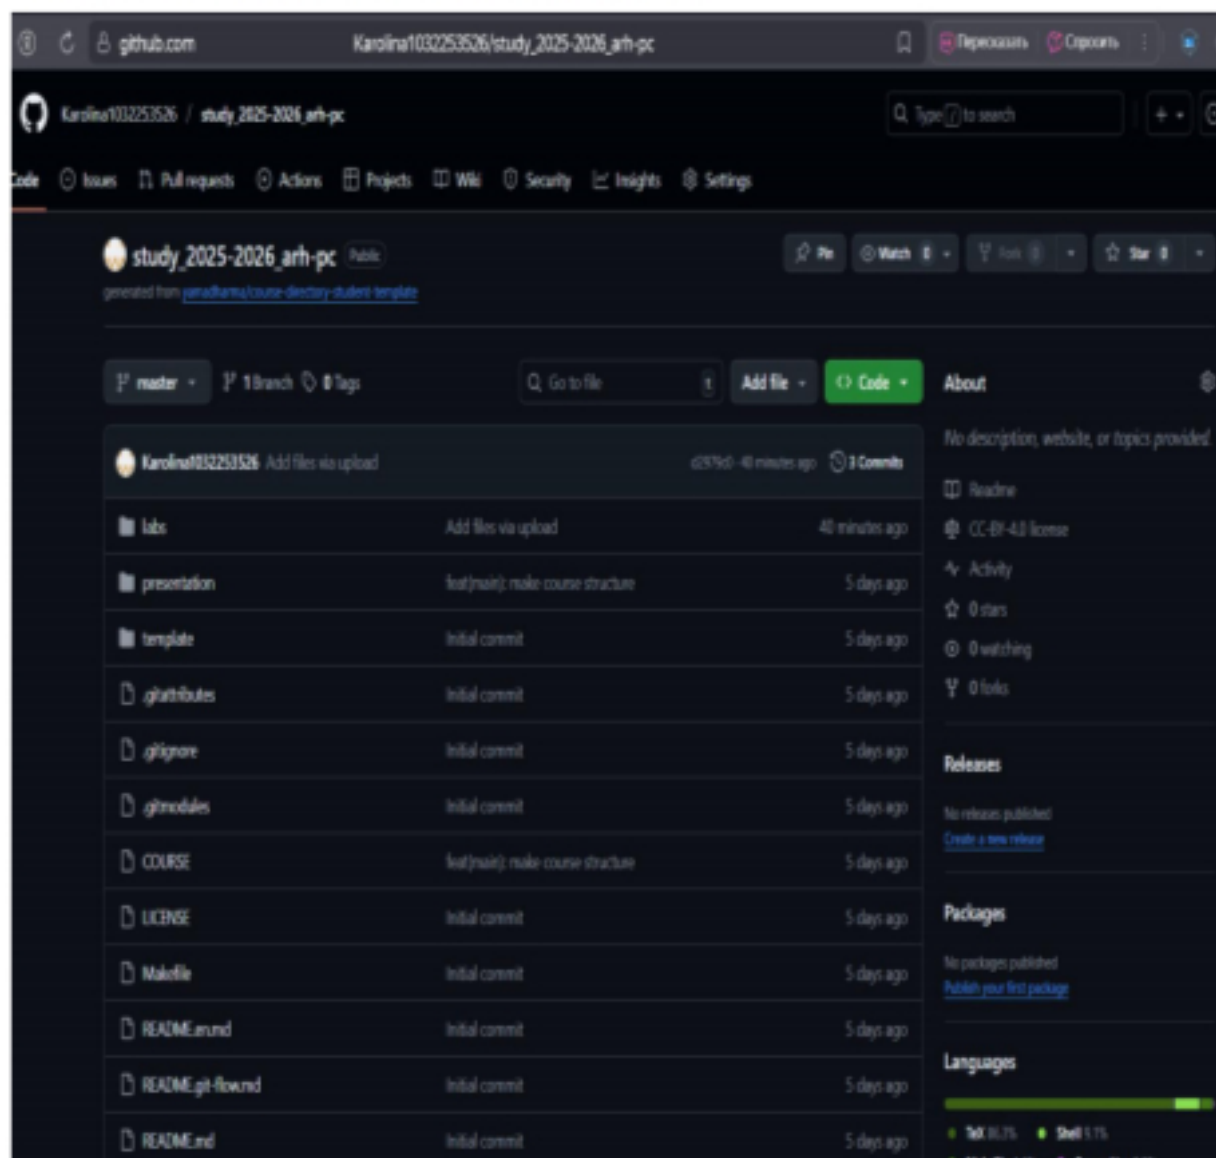 github.com Karolina1032253526/study_2025-2026_arh-pc Пересказать Спросить
Karolina1032253526 / study_2025-2026_arh-pc Type / to search
Code Issues Pull requests Actions Projects Wiki Security Insights Settings
study_2025-2026_arh-pc Public Pin Watch 0 Fork 0 Star 0
generated from yamadharma/course-directory-student-template
master 1 Branch 0 Tags Go to file t Add file Code About
No description, website, or topics provided.
Karolina1032253526 Add files via upload 40 minutes ago 3 Commits
Readme
labs Add files via upload 40 minutes ago
CC-BY-4.0 license
Activity
presentation feat(main): make course structure 5 days ago
0 stars
template Initial commit 5 days ago
0 watching
0 forks
.gitattributes Initial commit 5 days ago
.gitignore Initial commit 5 days ago
Releases
.gitmodules Initial commit 5 days ago
No releases published
Create a new release
COURSE feat(main): make course structure 5 days ago
LICENSE Initial commit 5 days ago
Packages
No packages published
Makefile Initial commit 5 days ago
Publish your first package
README.en.md Initial commit 5 days ago
Languages
README.git-flow.md Initial commit 5 days ago
README.md Initial commit 5 days ago
TeX Shell